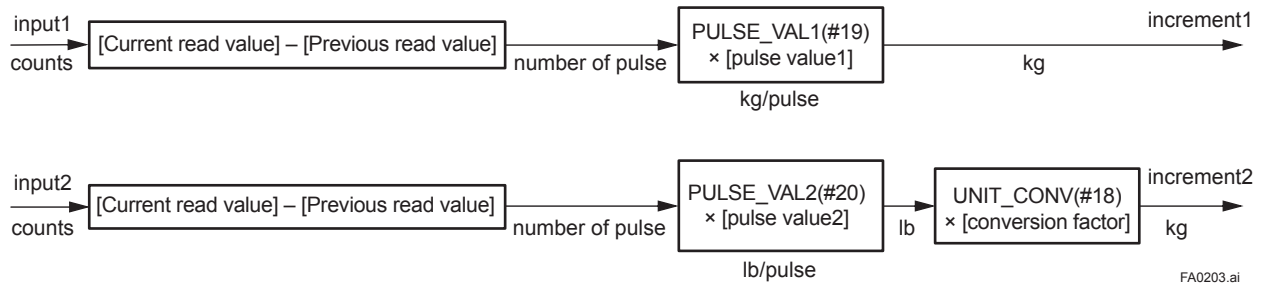 input1
counts
[Current read value] – [Previous read value]
number of pulse
PULSE_VAL1(#19)
× [pulse value1]
kg/pulse
kg
increment1
input2
counts
[Current read value] – [Previous read value]
number of pulse
PULSE_VAL2(#20)
× [pulse value2]
lb/pulse
lb
UNIT_CONV(#18)
× [conversion factor]
increment2
kg
FA0203.ai